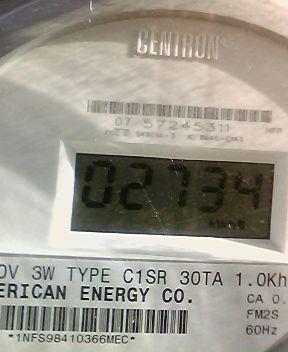 CENTRON
07 57245311
02734
0V 3W TYPE C1SR 30TA 1.0Kh
ERICAN ENERGY CO.
CA 0.
FM2S
60Hz
*1NFS98410366MEC*